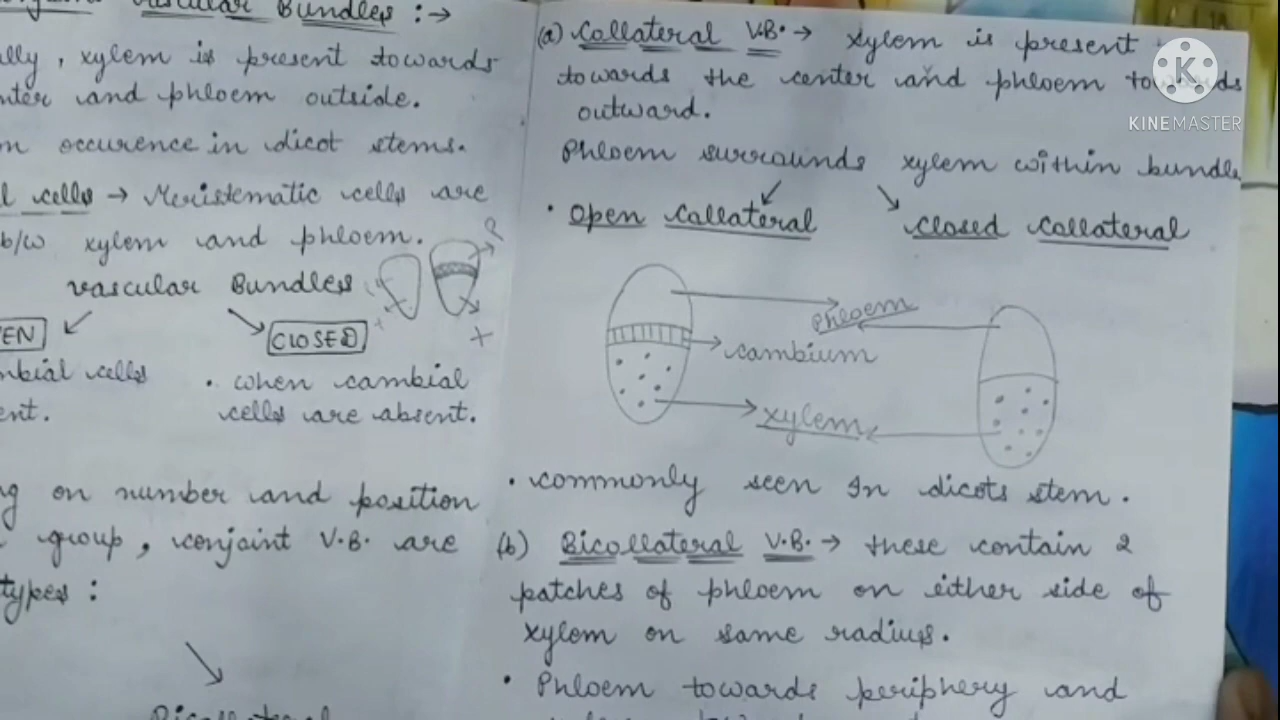 Vascular Bundles :→
ally, xylem is present towards
nter and phloem outside.
occurence in dicot stems.
cells → Meristematic cells are
b/w xylem and phloem.
P
x
vascular Bundles
EN
CLOSED
cells
• when cambial
cells are absent.
on number and position
group, conjoint V.B. are
types :
(a) Collateral V.B. → xylem is present
towards the center and phloem
outward.
Phloem surrounds xylem within bundle
• Open Collateral
Closed Collateral
Phloem
cambium
xylem
• commonly seen In dicots stem.
(b) Bicollateral V.B. → these contain 2
patches of phloem on either side of
xylem on same radius.
• Phloem towards periphery and
KINEMASTER